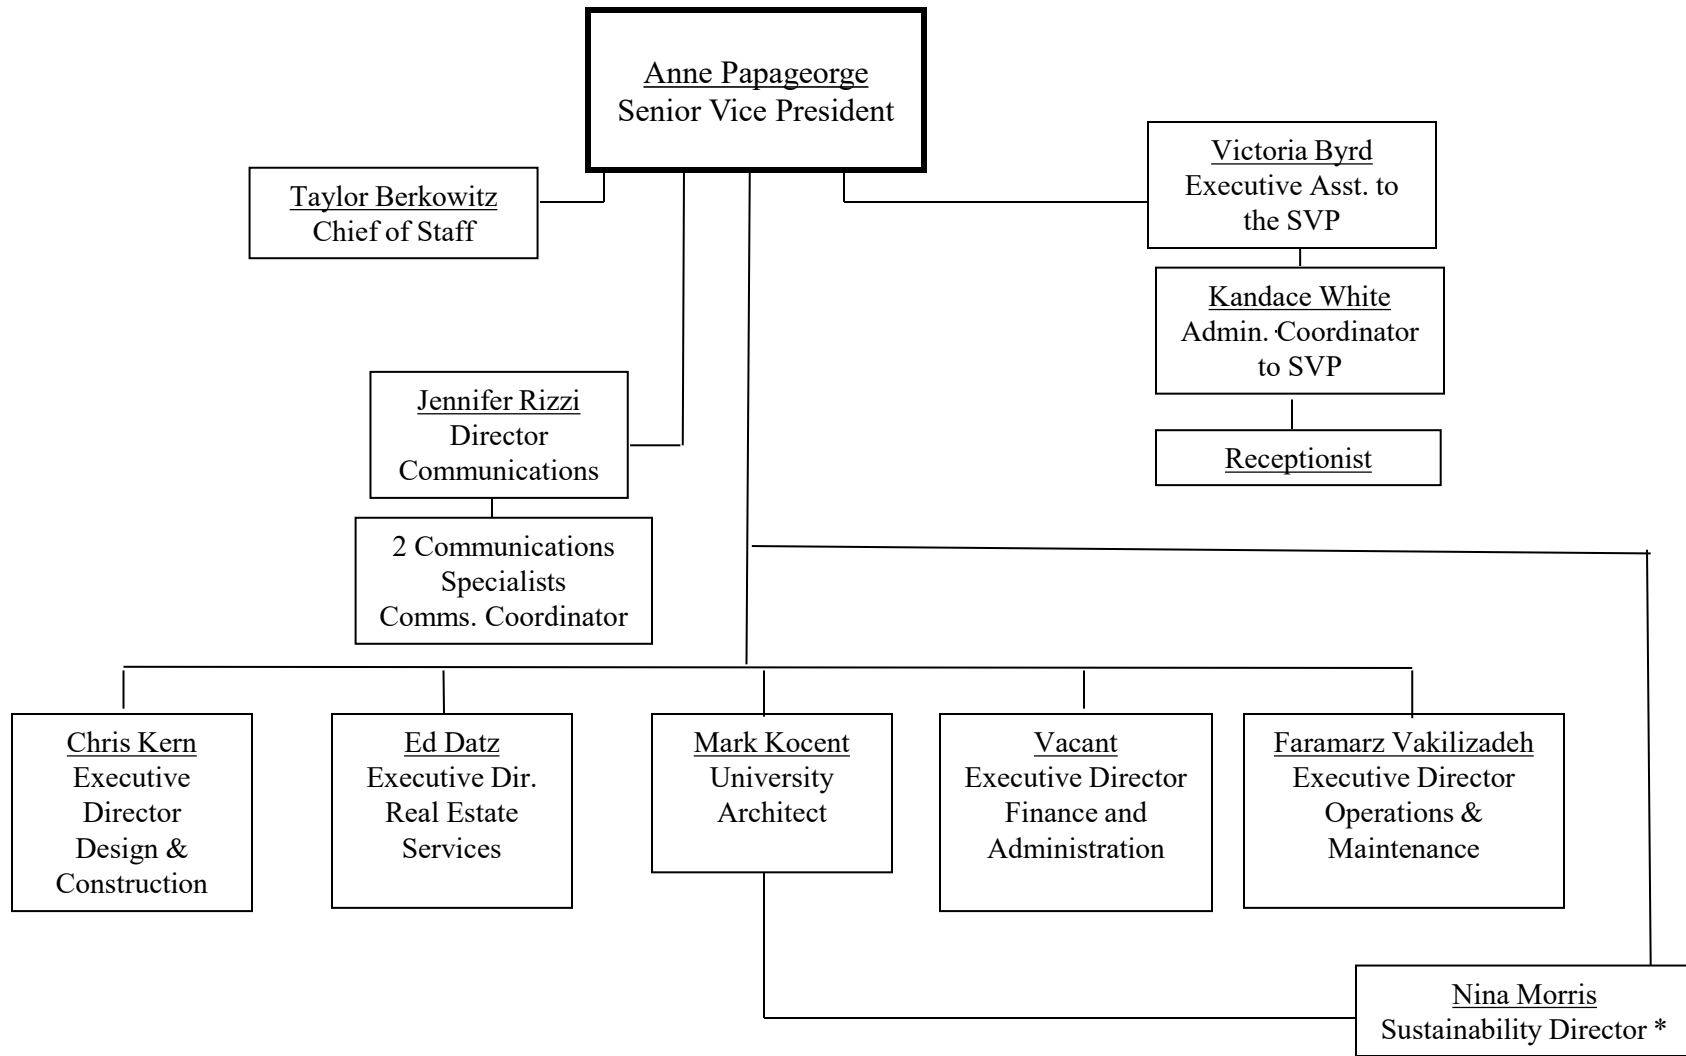 Anne Papageorge
Senior Vice President
Taylor Berkowitz
Chief of Staff
Victoria Byrd
Executive Asst. to
the SVP
Kandace White
Admin. Coordinator
to SVP
Receptionist
Jennifer Rizzi
Director
Communications
2 Communications
Specialists
Comms. Coordinator
Chris Kern
Executive
Director
Design &
Construction
Ed Datz
Executive Dir.
Real Estate
Services
Mark Kocent
University
Architect
Vacant
Executive Director
Finance and
Administration
Faramarz Vakilizadeh
Executive Director
Operations &
Maintenance
Nina Morris
Sustainability Director *